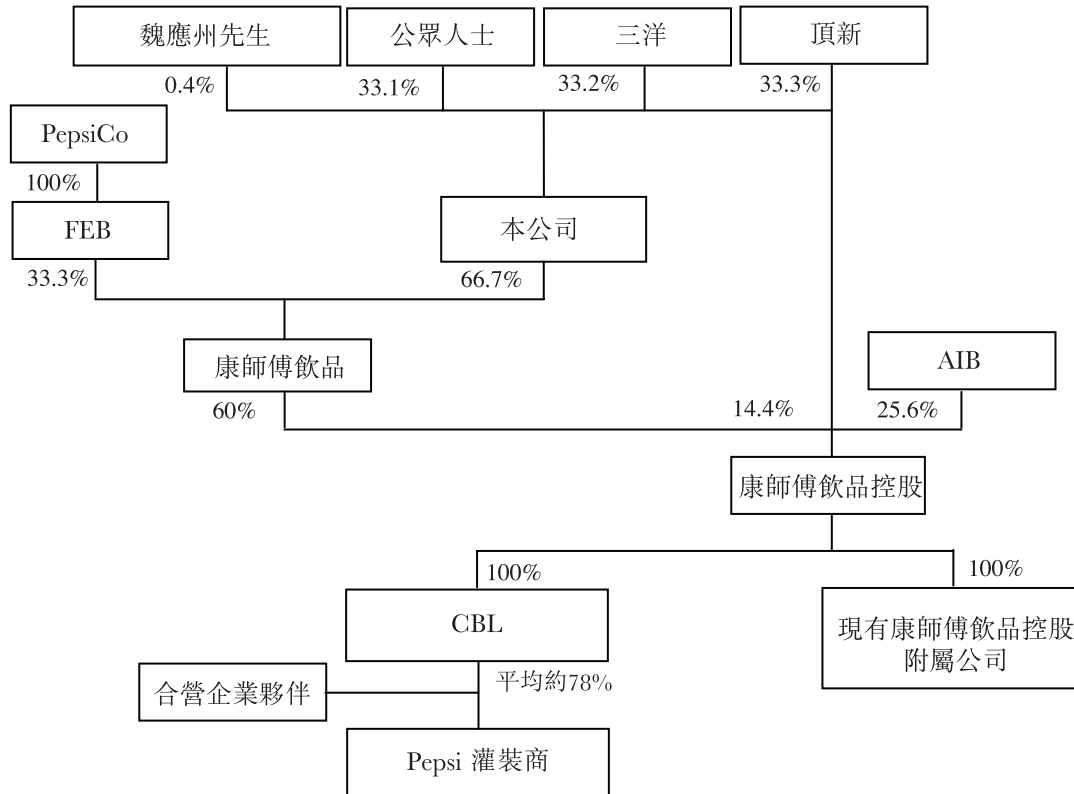 魏應州先生
公眾人士
三洋
頂新
0.4%
33.1%
33.2%
33.3%
PepsiCo
100%
FEB
本公司
33.3%
66.7%
康師傅飲品
AIB
60%
14.4%
25.6%
康師傅飲品控股
100%
100%
CBL
現有康師傅飲品控股
附屬公司
合營企業夥伴
平均約78%
Pepsi 灌裝商